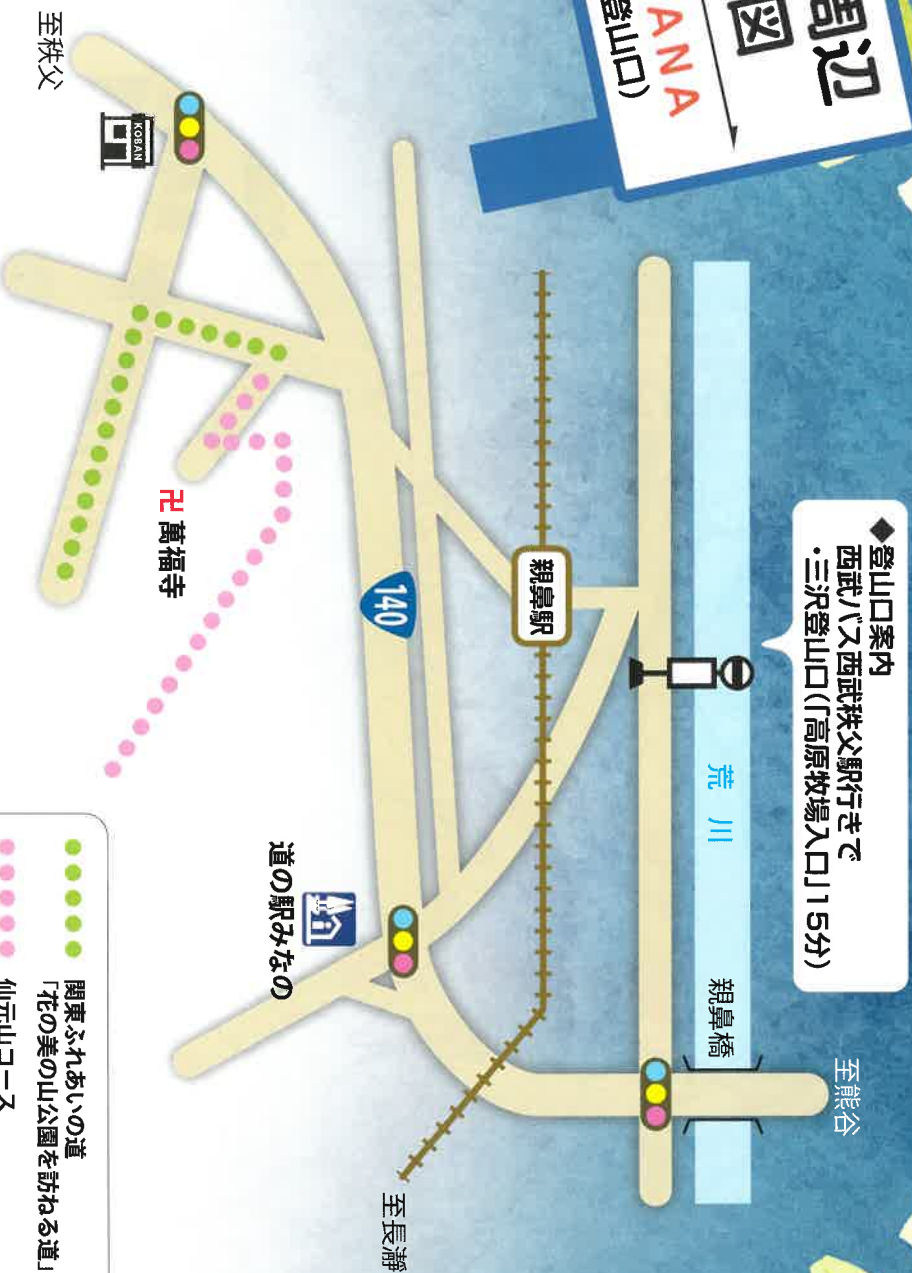 周辺
図
ANA
登山口)
◆登山口案内
西武バス西武秩父駅行きで
・三沢登山口(「高原牧場入口」15分)
至熊谷
親鼻橋
荒川
親鼻駅
至長瀞
140
道の駅みなの
卍 萬福寺
KOBAN
至秩父
関東ふれあいの道
「花の美の山公園を訪ねる道」
仙元山コース